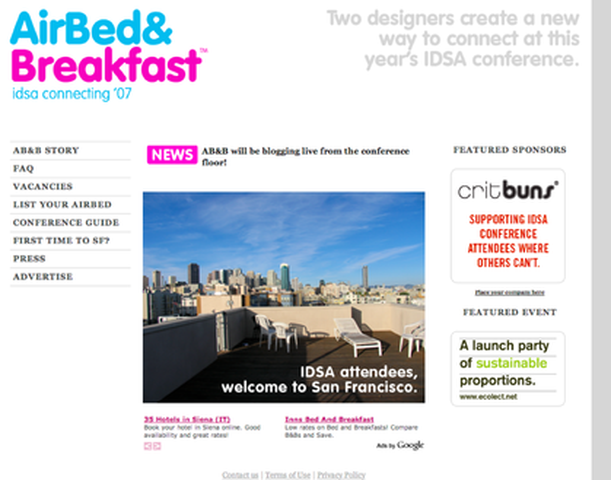 AirBed&
Breakfast™
idsa connecting '07
Two designers create a new
way to connect at this
year's IDSA conference.
AB&B STORY
FAQ
VACANCIES
LIST YOUR AIRBED
CONFERENCE GUIDE
FIRST TIME TO SF?
PRESS
ADVERTISE
NEWS
AB&B will be blogging live from the conference
floor!
IDSA attendees,
welcome to San Francisco.
35 Hotels in Siena (IT)
Book your hotel in Siena online. Good
availability and great rates!
Inns Bed And Breakfast
Low rates on Bed and Breakfasts! Compare
B&Bs and Save.
Ads by Google
FEATURED SPONSORS
critbuns®
SUPPORTING IDSA
CONFERENCE
ATTENDEES WHERE
OTHERS CAN'T.
Place your company here
FEATURED EVENT
A launch party
of sustainable
proportions.
www.ecolect.net
Contact us | Terms of Use | Privacy Policy